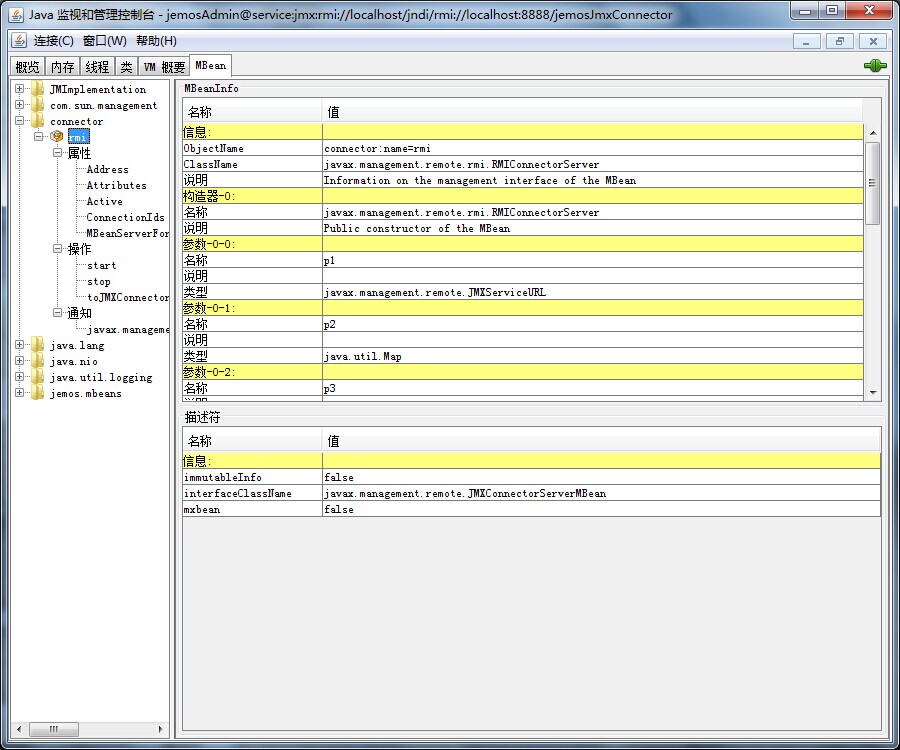 Java 监视和管理控制台 - jemosAdmin@service:jmx:rmi://localhost/jndi/rmi://localhost:8888/jemosJmxConnector
连接(C) 窗口(W) 帮助(H)
概览 内存 线程 类 VM 概要 MBean
JMImplementation
com.sun.management
connector
rmi
属性
Address
Attributes
Active
ConnectionIds
MBeanServerFor
操作
start
stop
toJMXConnector
通知
javax.manageme
java.lang
java.nio
java.util.logging
jemos.mbeans
MBeanInfo
名称 值
信息:
ObjectName connector:name=rmi
ClassName javax.management.remote.rmi.RMIConnectorServer
说明 Information on the management interface of the MBean
构造器-0:
名称 javax.management.remote.rmi.RMIConnectorServer
说明 Public constructor of the MBean
参数-0-0:
名称 p1
说明
类型 javax.management.remote.JMXServiceURL
参数-0-1:
名称 p2
说明
类型 java.util.Map
参数-0-2:
名称 p3
描述符
名称 值
信息:
immutableInfo false
interfaceClassName javax.management.remote.JMXConnectorServerMBean
mxbean false